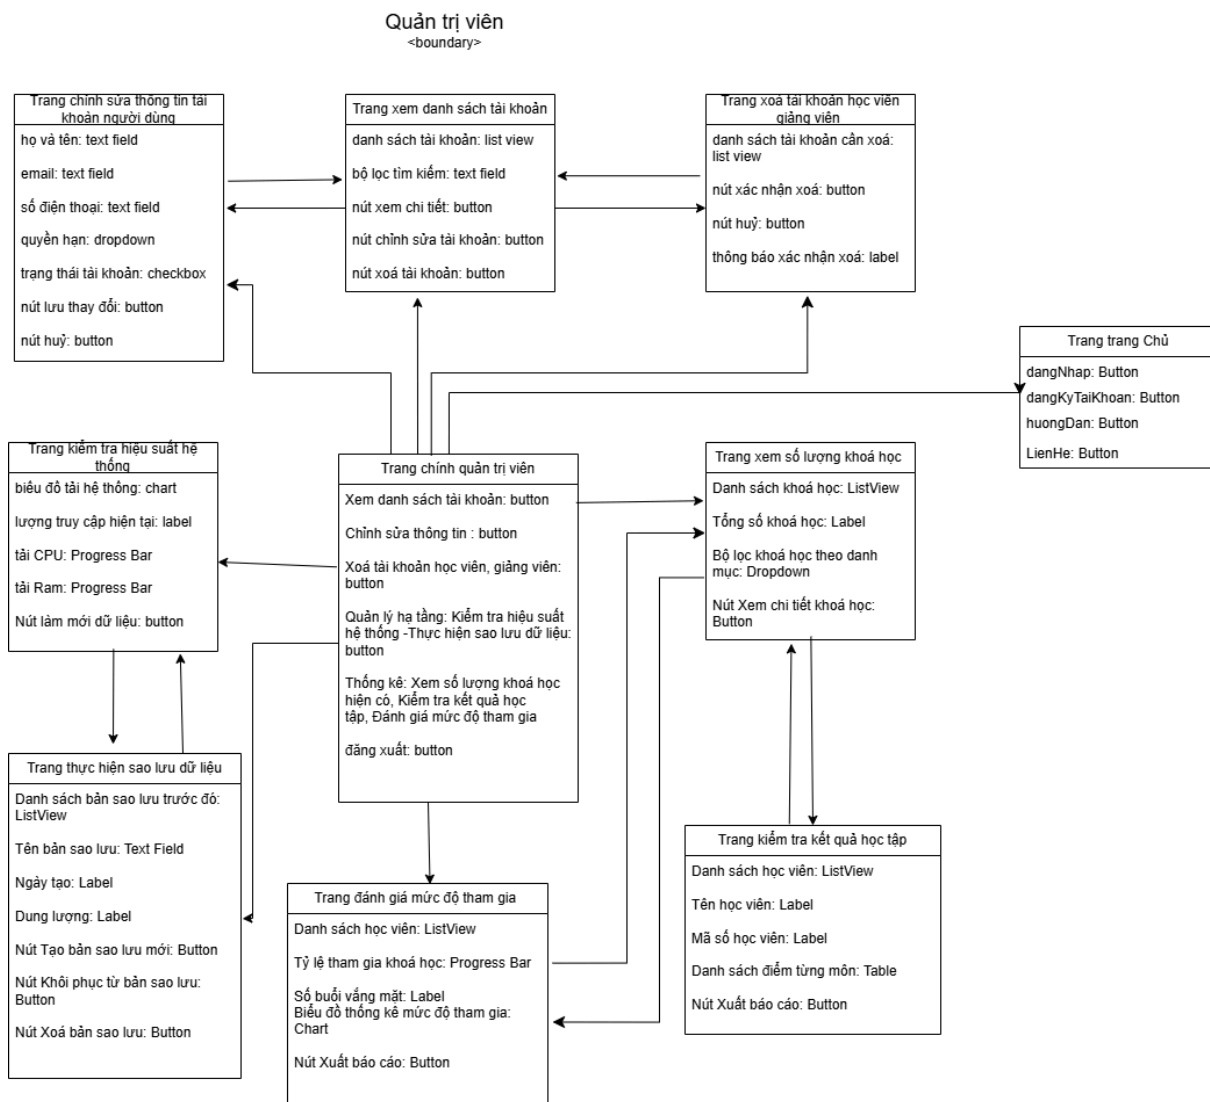 Quản trị viên
<boundary>
Trang chỉnh sửa thông tin tài
khoản người dùng
họ và tên: text field
email: text field
số điện thoại: text field
quyền hạn: dropdown
trạng thái tài khoản: checkbox
nút lưu thay đổi: button
nút huỷ: button
Trang xem danh sách tài khoản
danh sách tài khoản: list view
bộ lọc tìm kiếm: text field
nút xem chi tiết: button
nút chỉnh sửa tài khoản: button
nút xoá tài khoản: button
Trang xoá tài khoản học viên
giảng viên
danh sách tài khoản cần xoá:
list view
nút xác nhận xoá: button
nút huỷ: button
thông báo xác nhận xoá: label
Trang trang Chủ
dangNhap: Button
dangKyTaiKhoan: Button
huongDan: Button
LienHe: Button
Trang kiểm tra hiệu suất hệ
thống
biểu đồ tải hệ thống: chart
lượng truy cập hiện tại: label
tải CPU: Progress Bar
tải Ram: Progress Bar
Nút làm mới dữ liệu: button
Trang chính quản trị viên
Xem danh sách tài khoản: button
Chỉnh sửa thông tin : button
Xoá tài khoản học viên, giảng viên:
button
Quản lý hạ tầng: Kiểm tra hiệu suất
hệ thống -Thực hiện sao lưu dữ liệu:
button
Thống kê: Xem số lượng khoá học
hiện có, Kiểm tra kết quả học
tập, Đánh giá mức độ tham gia
đăng xuất: button
Trang xem số lượng khoá học
Danh sách khoá học: ListView
Tổng số khoá học: Label
Bộ lọc khoá học theo danh
mục: Dropdown
Nút Xem chi tiết khoá học:
Button
Trang thực hiện sao lưu dữ liệu
Danh sách bản sao lưu trước đó:
ListView
Tên bản sao lưu: Text Field
Ngày tạo: Label
Dung lượng: Label
Nút Tạo bản sao lưu mới: Button
Nút Khôi phục từ bản sao lưu:
Button
Nút Xoá bản sao lưu: Button
Trang đánh giá mức độ tham gia
Danh sách học viên: ListView
Tỷ lệ tham gia khoá học: Progress Bar
Số buổi vắng mặt: Label
Biểu đồ thống kê mức độ tham gia:
Chart
Nút Xuất báo cáo: Button
Trang kiểm tra kết quả học tập
Danh sách học viên: ListView
Tên học viên: Label
Mã số học viên: Label
Danh sách điểm từng môn: Table
Nút Xuất báo cáo: Button